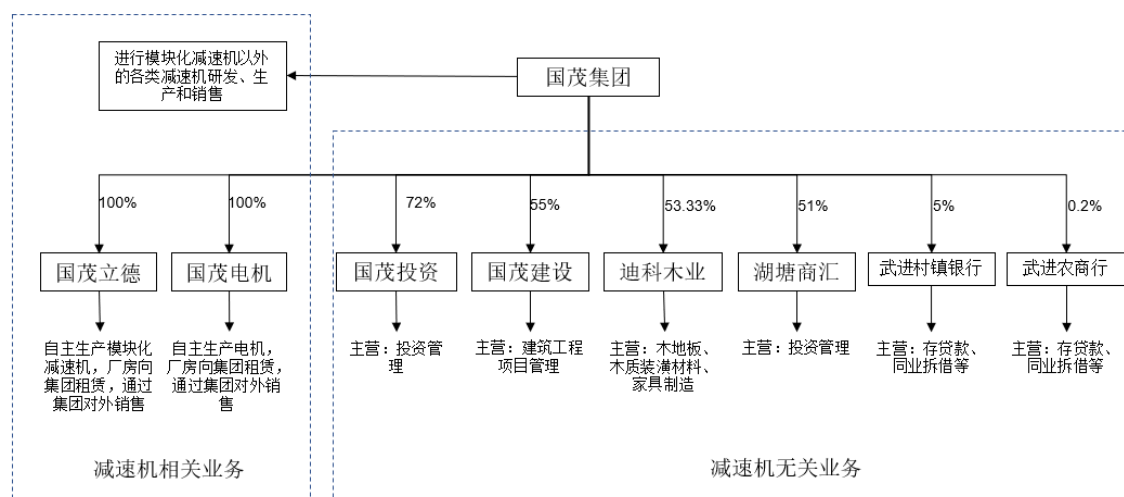 进行模块化减速机以外
的各类减速机研发、生
产和销售
国茂集团
100%
100%
72%
55%
53.33%
51%
5%
0.2%
国茂立德
国茂电机
国茂投资
国茂建设
迪科木业
湖塘商汇
武进村镇银行
武进农商行
自主生产模块化
减速机，厂房向
集团租赁，通过
集团对外销售
自主生产电机，
厂房向集团租赁，
通过集团对外销
售
主营：投资管
理
主营：建筑工程
项目管理
主营：木地板、
木质装潢材料、
家具制造
主营：投资管理
主营：存贷款、
同业拆借等
主营：存贷款、
同业拆借等
减速机相关业务
减速机无关业务